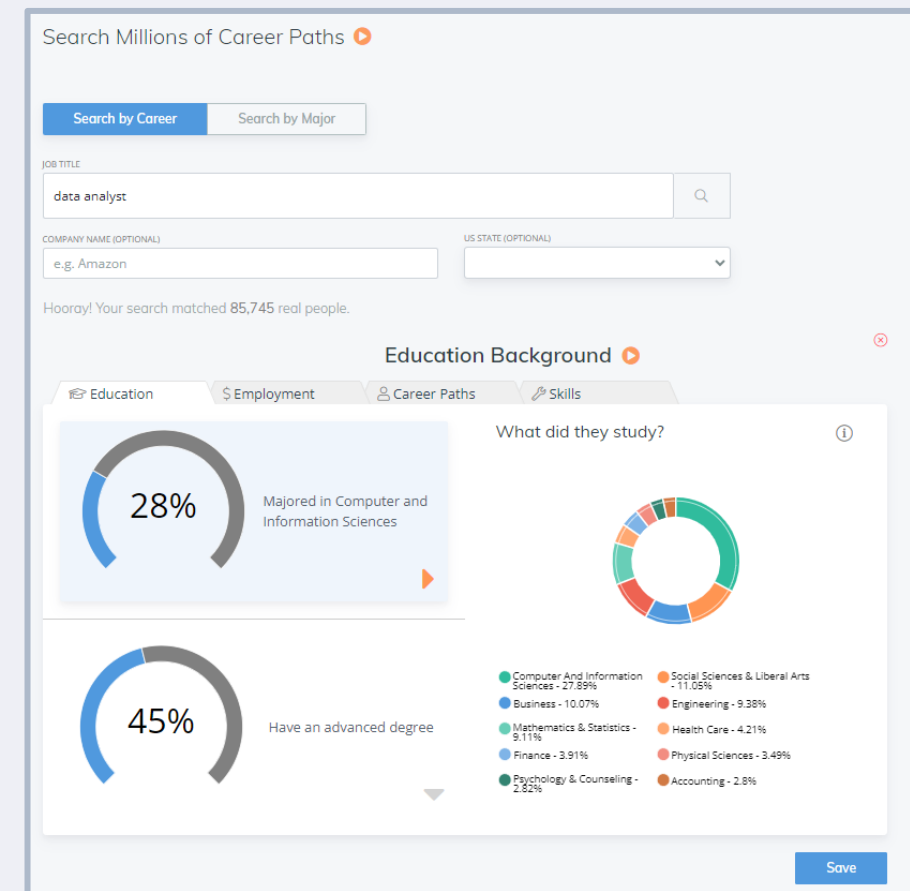 Search Millions of Career Paths
Search by Career
Search by Major
JOB TITLE
data analyst
COMPANY NAME (OPTIONAL)
US STATE (OPTIONAL)
e.g. Amazon
Hooray! Your search matched 85,745 real people.
Education Background
Education
$ Employment
Career Paths
Skills
28%
Majored in Computer and
Information Sciences
45%
Have an advanced degree
What did they study?
Computer And Information
Sciences - 27.89%
Social Sciences & Liberal Arts
- 11.05%
Business - 10.07%
Engineering - 9.38%
Mathematics & Statistics -
9.11%
Health Care - 4.21%
Finance - 3.91%
Physical Sciences - 3.49%
Psychology & Counseling -
2.82%
Accounting - 2.8%
Save